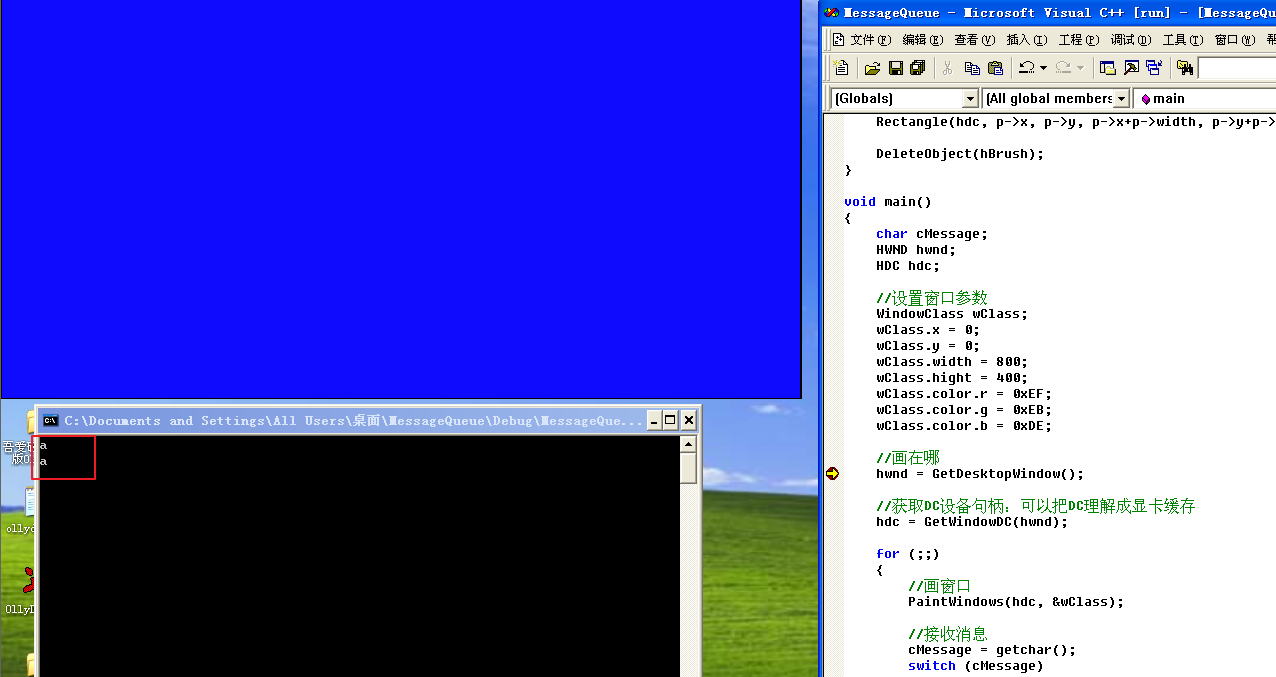 MessageQueue - Microsoft Visual C++ [run] - [MessageQu
文件(F) 编辑(E) 查看(V) 插入(I) 工程(P) 调试(D) 工具(T) 窗口(W)
(Globals) (All global members main
Rectangle(hdc, p->x, p->y, p->x+p->width, p->y+p->
DeleteObject(hBrush);
}
void main()
{
char cMessage;
HWND hwnd;
HDC hdc;
//设置窗口参数
WindowClass wClass;
wClass.x = 0;
wClass.y = 0;
wClass.width = 800;
wClass.hight = 400;
wClass.color.r = 0xEF;
wClass.color.g = 0xEB;
wClass.color.b = 0xDE;
//画在哪
hwnd = GetDesktopWindow();
//获取DC设备句柄：可以把DC理解成显卡缓存
hdc = GetWindowDC(hwnd);
for (;;)
{
//画窗口
PaintWindows(hdc, &wClass);
//接收消息
cMessage = getchar();
switch (cMessage)
C:\Documents and Settings\All Users\桌面\MessageQueue\Debug\MessageQue...
a
a
吾爱
ollyd
OllyD